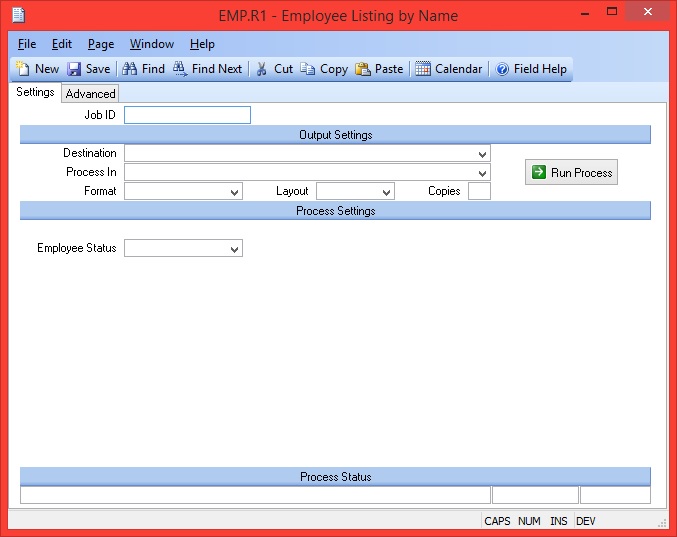 EMP.R1 - Employee Listing by Name
File Edit Page Window Help
New Save Find Find Next Cut Copy Paste Calendar Field Help
Settings Advanced
Job ID
Output Settings
Destination
Process In
Run Process
Format Layout Copies
Process Settings
Employee Status
Process Status
CAPS NUM INS DEV